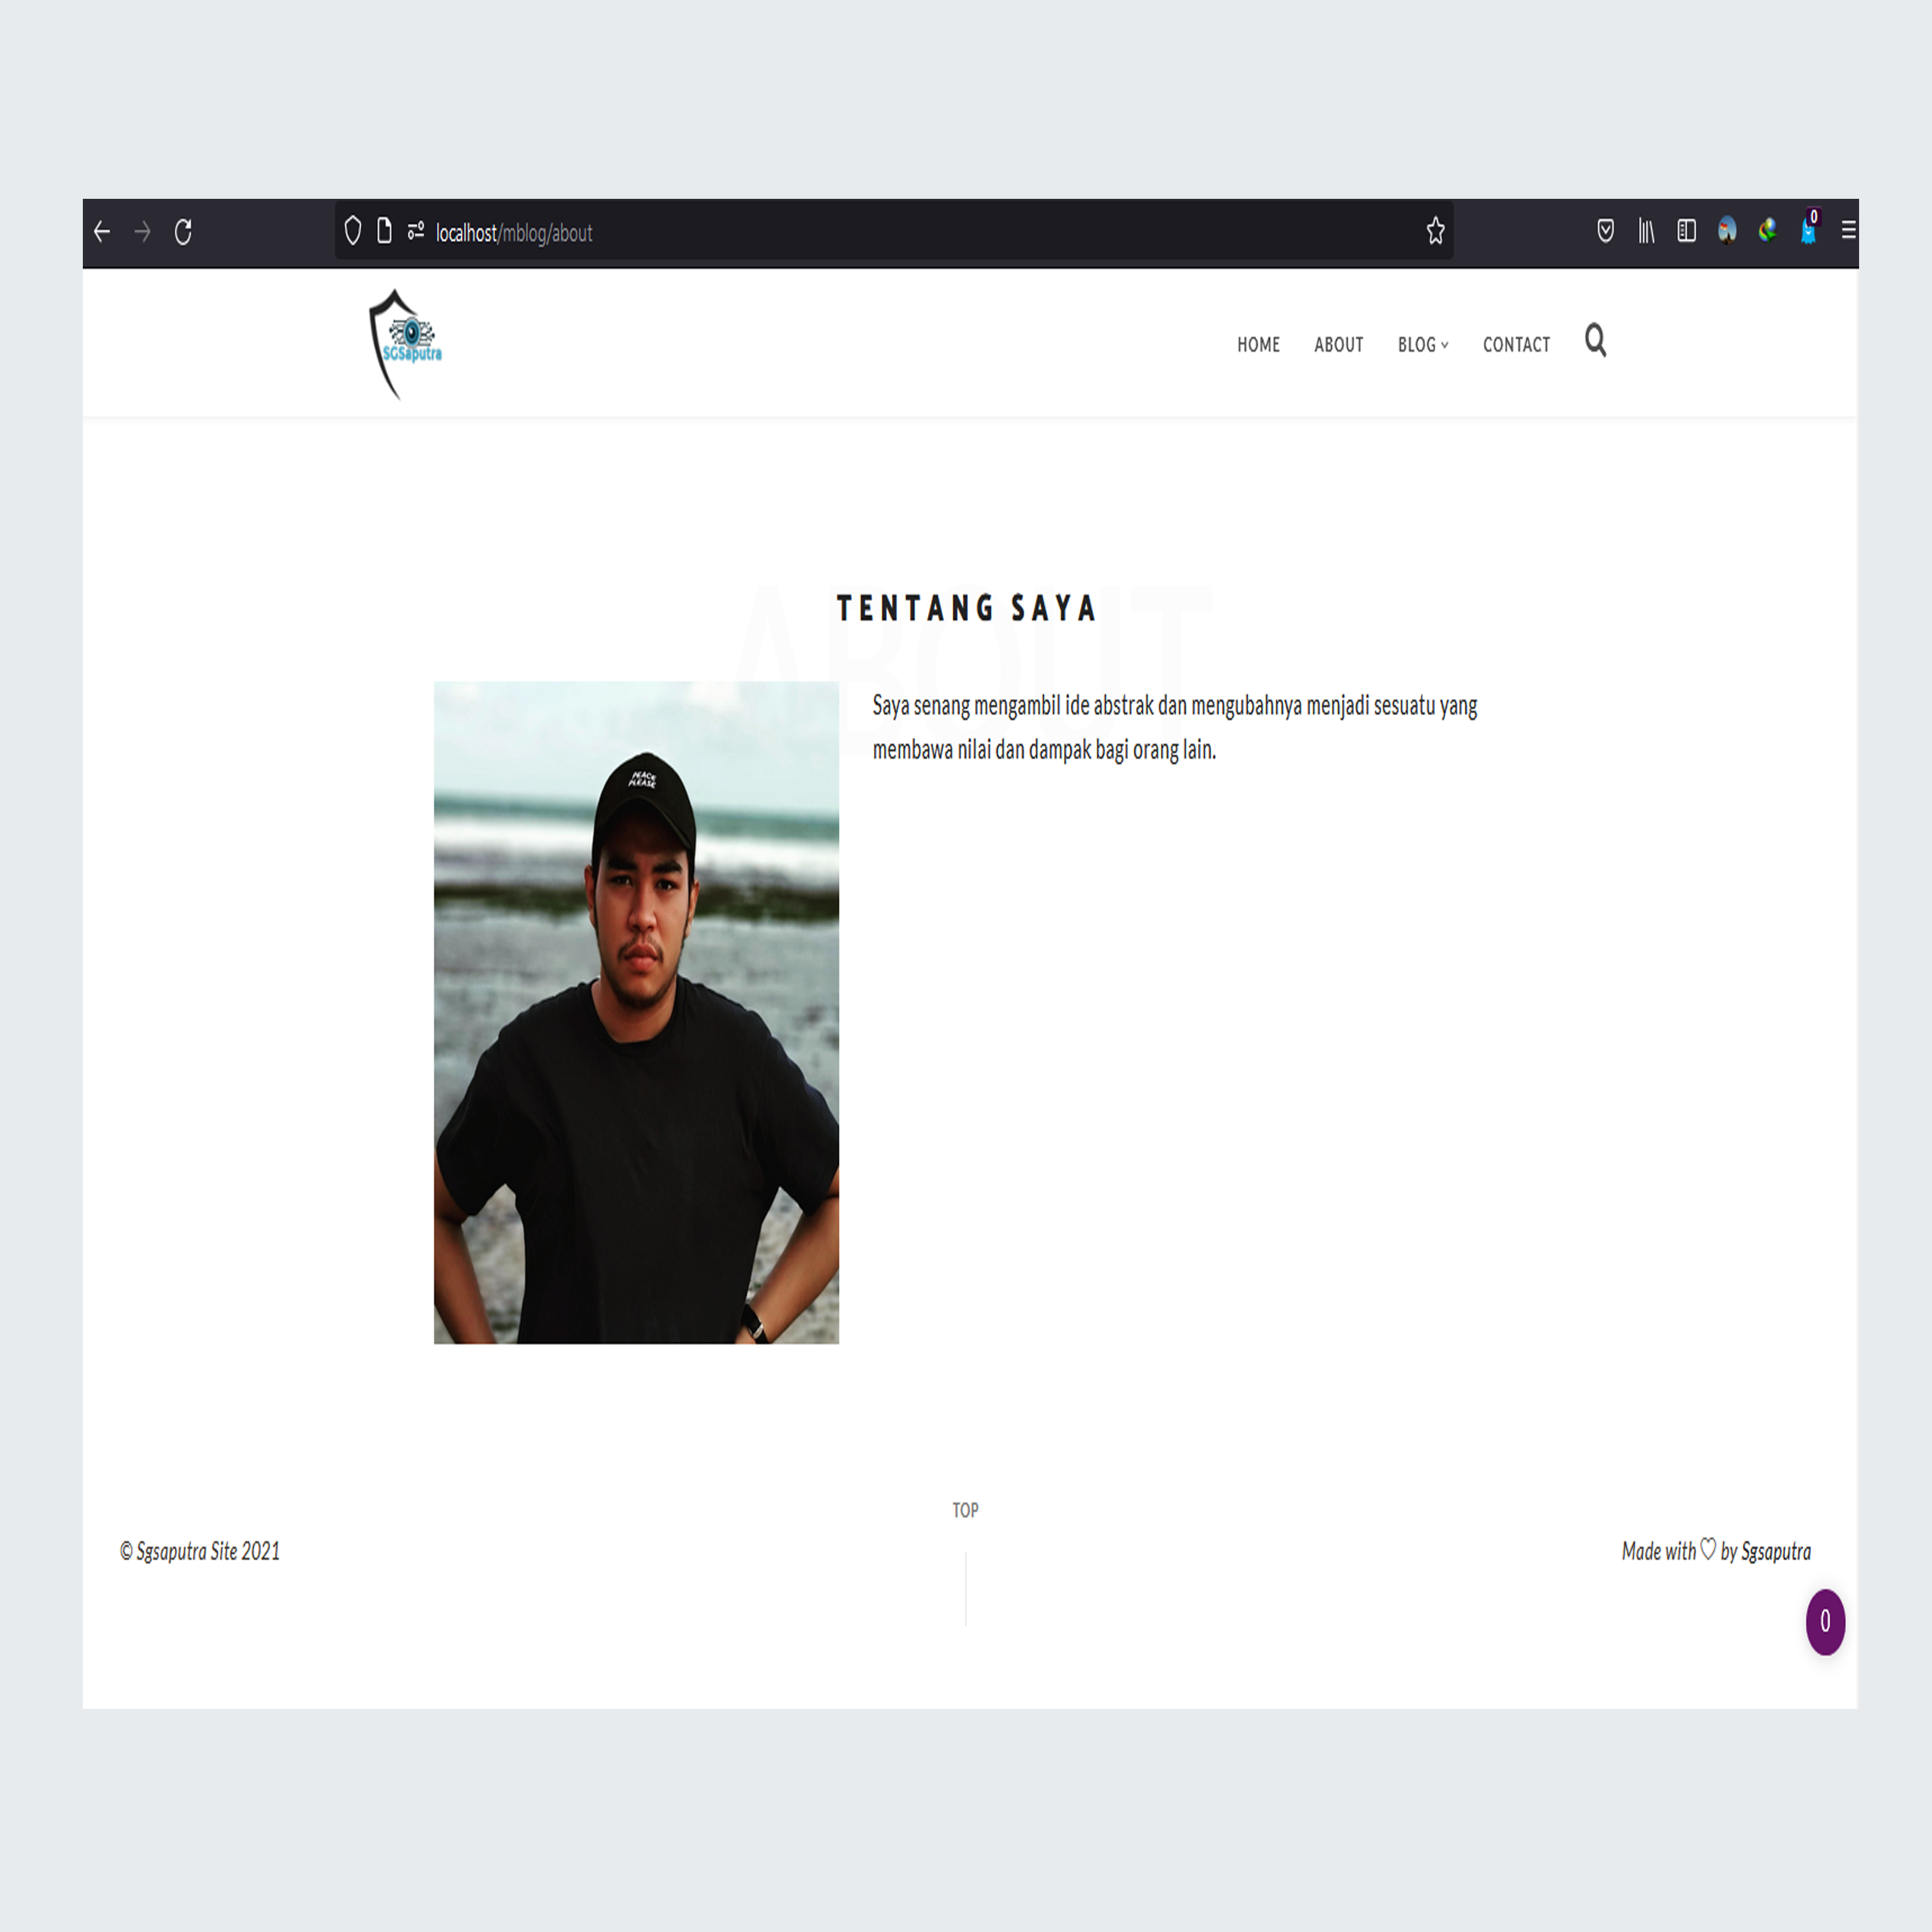 localhost/mblog/about
0
SGSaputra
HOME ABOUT BLOG CONTACT
ABOUT
TENTANG SAYA
Saya senang mengambil ide abstrak dan mengubahnya menjadi sesuatu yang
membawa nilai dan dampak bagi orang lain.
PEACE
PLEASE
TOP
© Sgsaputra Site 2021
Made with ♡ by Sgsaputra
0